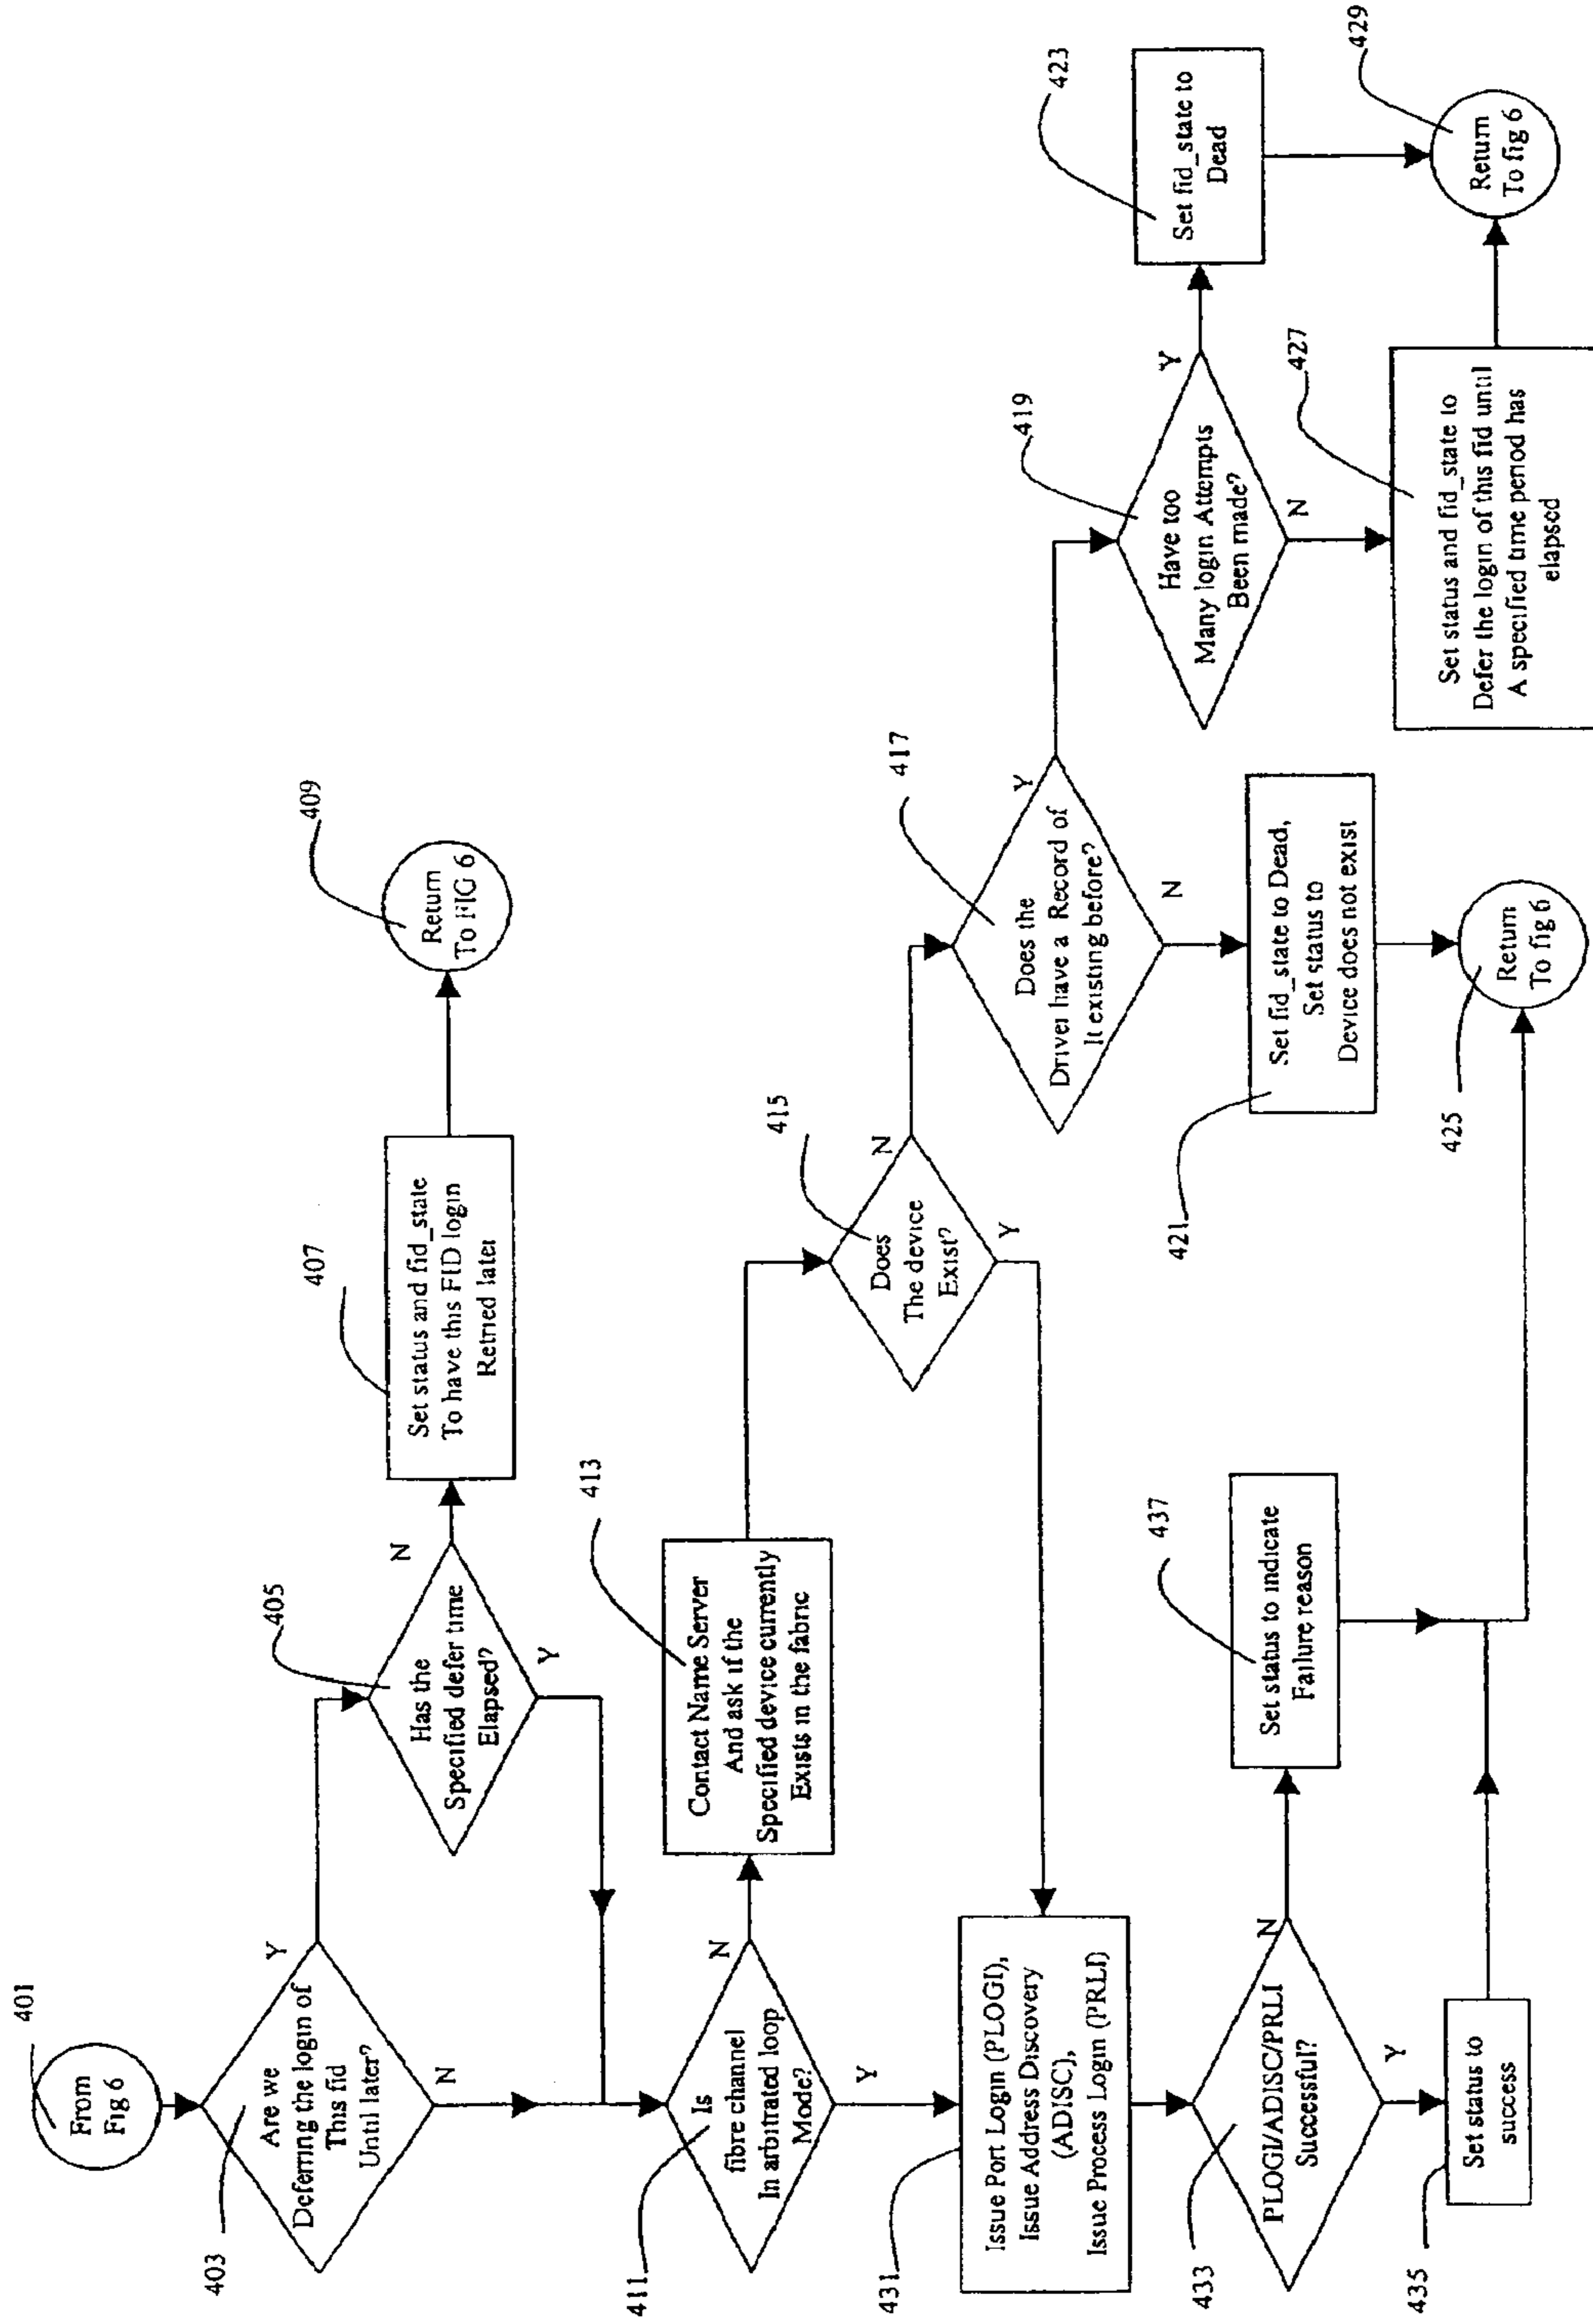 401
From
Fig 6
403
Are we
Deferring the login of
This fid
Until later?
Y
N
405
Has the
Specified defer time
Elapsed?
N
Y
407
Set status and fid_state
To have this FID login
Retried later
409
Return
To FIG 6
411
Is
fibre channel
In arbitrated loop
Mode?
N
Y
413
Contact Name Server
And ask if the
Specified device currently
Exists in the fabric
415
Does
The device
Exist?
N
Y
417
Does the
Driver have a Record of
It existing before?
Y
N
419
Have too
Many login Attempts
Been made?
Y
N
423
Set fid_state to
Dead
427
Set status and fid_state to
Defer the login of this fid until
A specified time period has
elapsed
429
Return
To fig 6
421
Set fid_state to Dead,
Set status to
Device does not exist
425
Return
To fig 6
431
Issue Port Login (PLOGI),
Issue Address Discovery
(ADISC),
Issue Process Login (PRLI)
433
PLOGI/ADISC/PRLI
Successful?
N
Y
437
Set status to indicate
Failure reason
435
Set status to
success